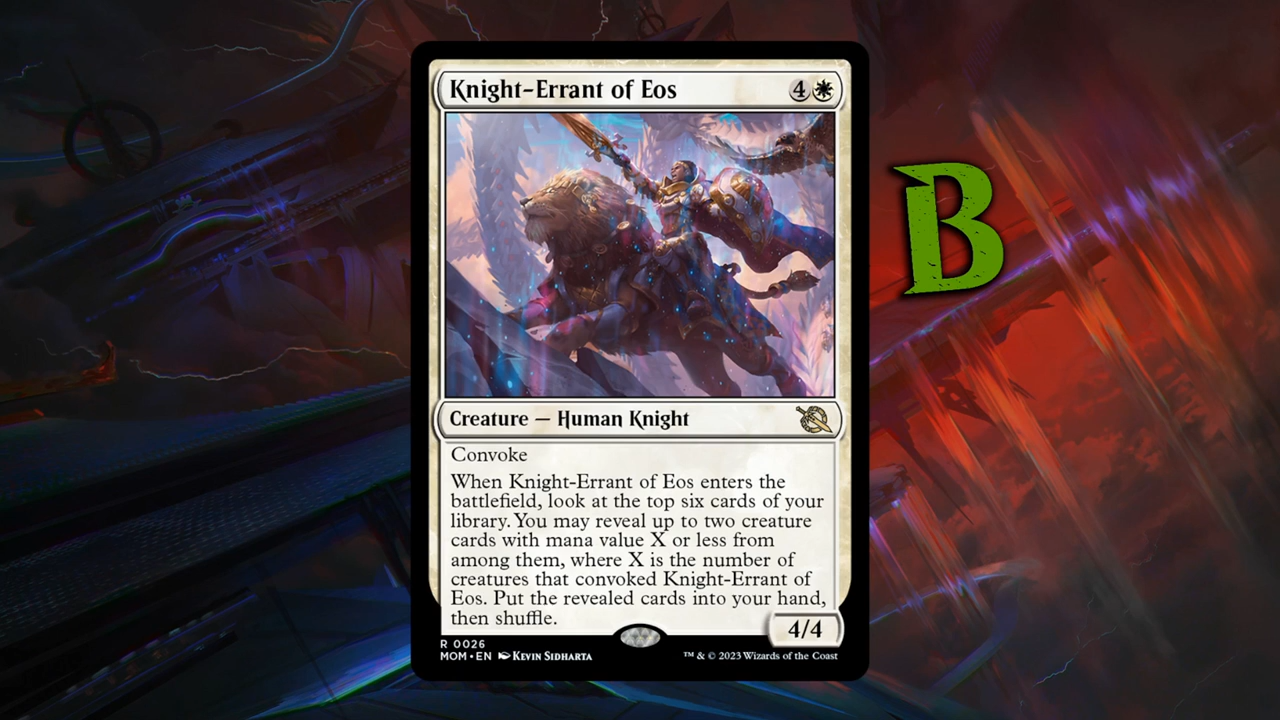 Knight-Errant of Eos
4
B
Creature — Human Knight
Convoke
When Knight-Errant of Eos enters the
battlefield, look at the top six cards of your
library. You may reveal up to two creature
cards with mana value X or less from
among them, where X is the number of
creatures that convoked Knight-Errant of
Eos. Put the revealed cards into your hand,
then shuffle.
4/4
R 0026
MOM • EN Kevin Sidharta
™ & © 2023 Wizards of the Coast